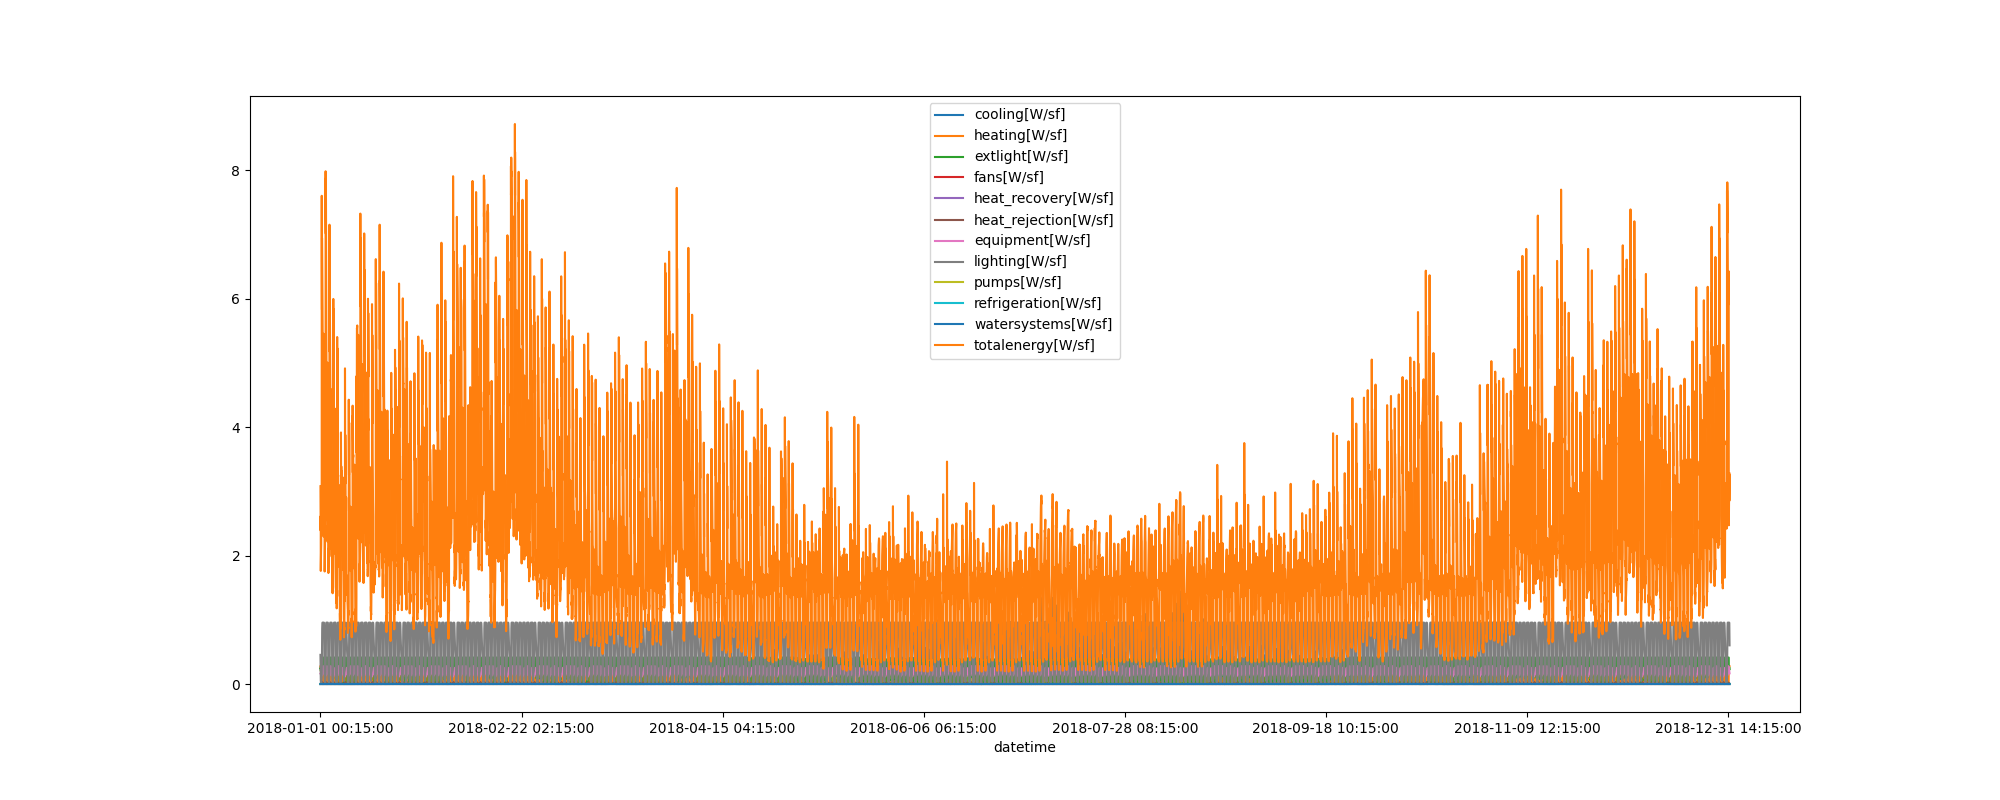 cooling[W/sf]
heating[W/sf]
extlight[W/sf]
fans[W/sf]
heat_recovery[W/sf]
heat_rejection[W/sf]
equipment[W/sf]
lighting[W/sf]
pumps[W/sf]
refrigeration[W/sf]
watersystems[W/sf]
totalenergy[W/sf]
8
6
4
2
0
2018-01-01 00:15:00 2018-02-22 02:15:00 2018-04-15 04:15:00 2018-06-06 06:15:00 2018-07-28 08:15:00 2018-09-18 10:15:00 2018-11-09 12:15:00 2018-12-31 14:15:00
datetime